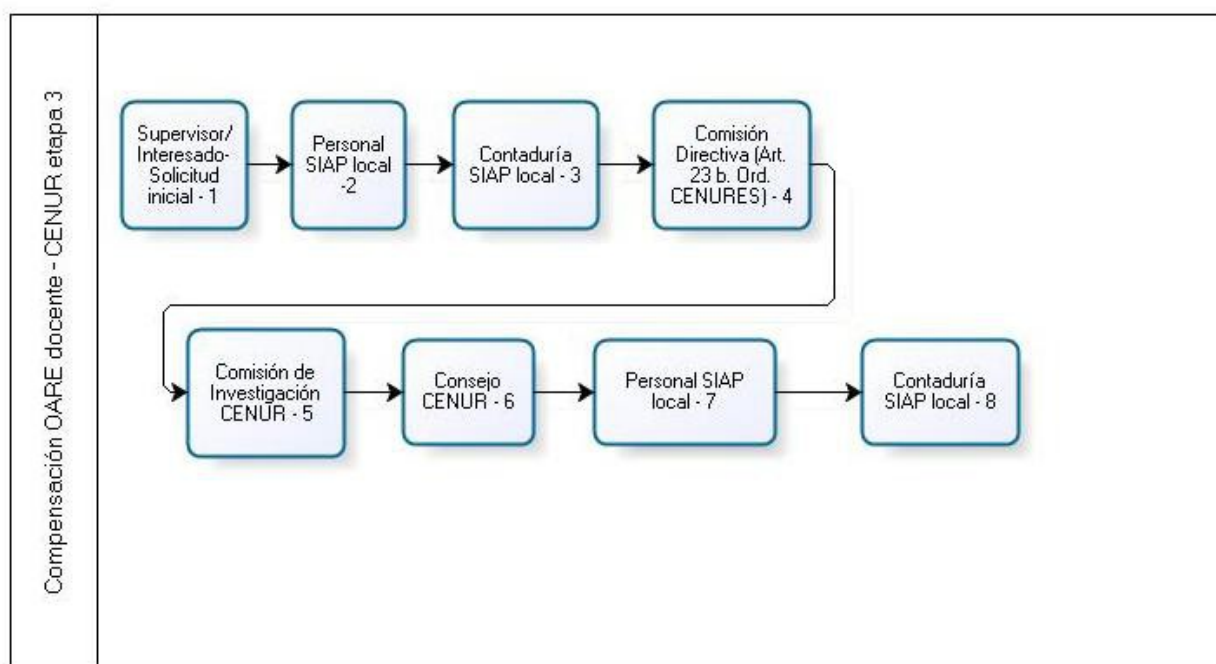 Compensación OARE docente - CENUR etapa 3
Supervisor/
Interesado-
Solicitud
inicial - 1
Personal
SIAP local
-2
Contaduría
SIAP local - 3
Comisión
Directiva (Art.
23 b. Ord.
CENURES) - 4
Comisión de
Investigación
CENUR - 5
Consejo
CENUR - 6
Personal SIAP
local - 7
Contaduría
SIAP local - 8